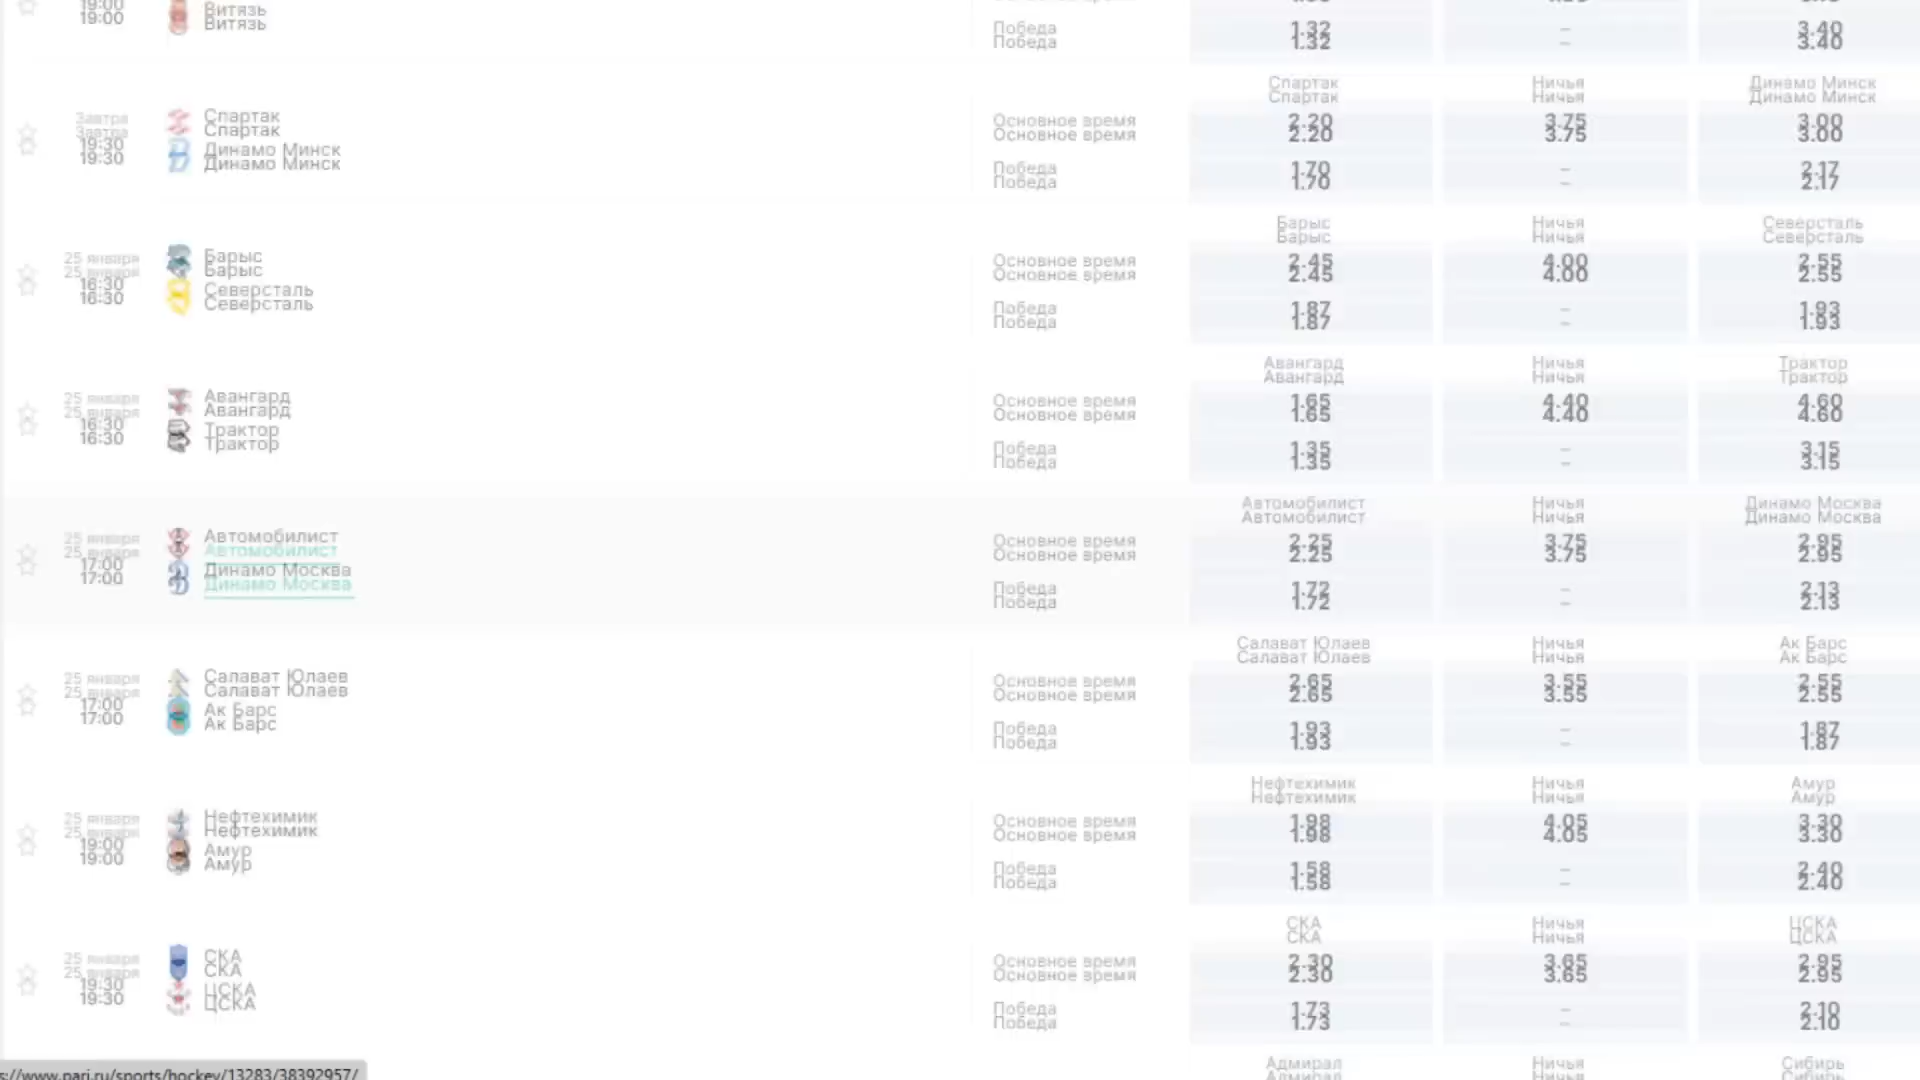 19:00
Витязь
Победа 1.32 – 3.40
Спартак Ничья Динамо Минск
Завтра
19:30
Спартак
Динамо Минск
Основное время 2.20 3.75 3.00
Победа 1.70 – 2.17
Барыс Ничья Северсталь
25 января
16:30
Барыс
Северсталь
Основное время 2.45 4.00 2.55
Победа 1.87 – 1.93
Авангард Ничья Трактор
25 января
16:30
Авангард
Трактор
Основное время 1.65 4.40 4.60
Победа 1.35 – 3.15
Автомобилист Ничья Динамо Москва
25 января
17:00
Автомобилист
Динамо Москва
Основное время 2.25 3.75 2.95
Победа 1.72 – 2.13
Салават Юлаев Ничья Ак Барс
25 января
17:00
Салават Юлаев
Ак Барс
Основное время 2.65 3.55 2.55
Победа 1.93 – 1.87
Нефтехимик Ничья Амур
25 января
19:00
Нефтехимик
Амур
Основное время 1.98 4.05 3.30
Победа 1.58 – 2.40
СКА Ничья ЦСКА
25 января
19:30
СКА
ЦСКА
Основное время 2.30 3.65 2.95
Победа 1.73 – 2.10
Адмирал Ничья Сибирь
s://www.pari.ru/sports/hockey/13283/38392957/